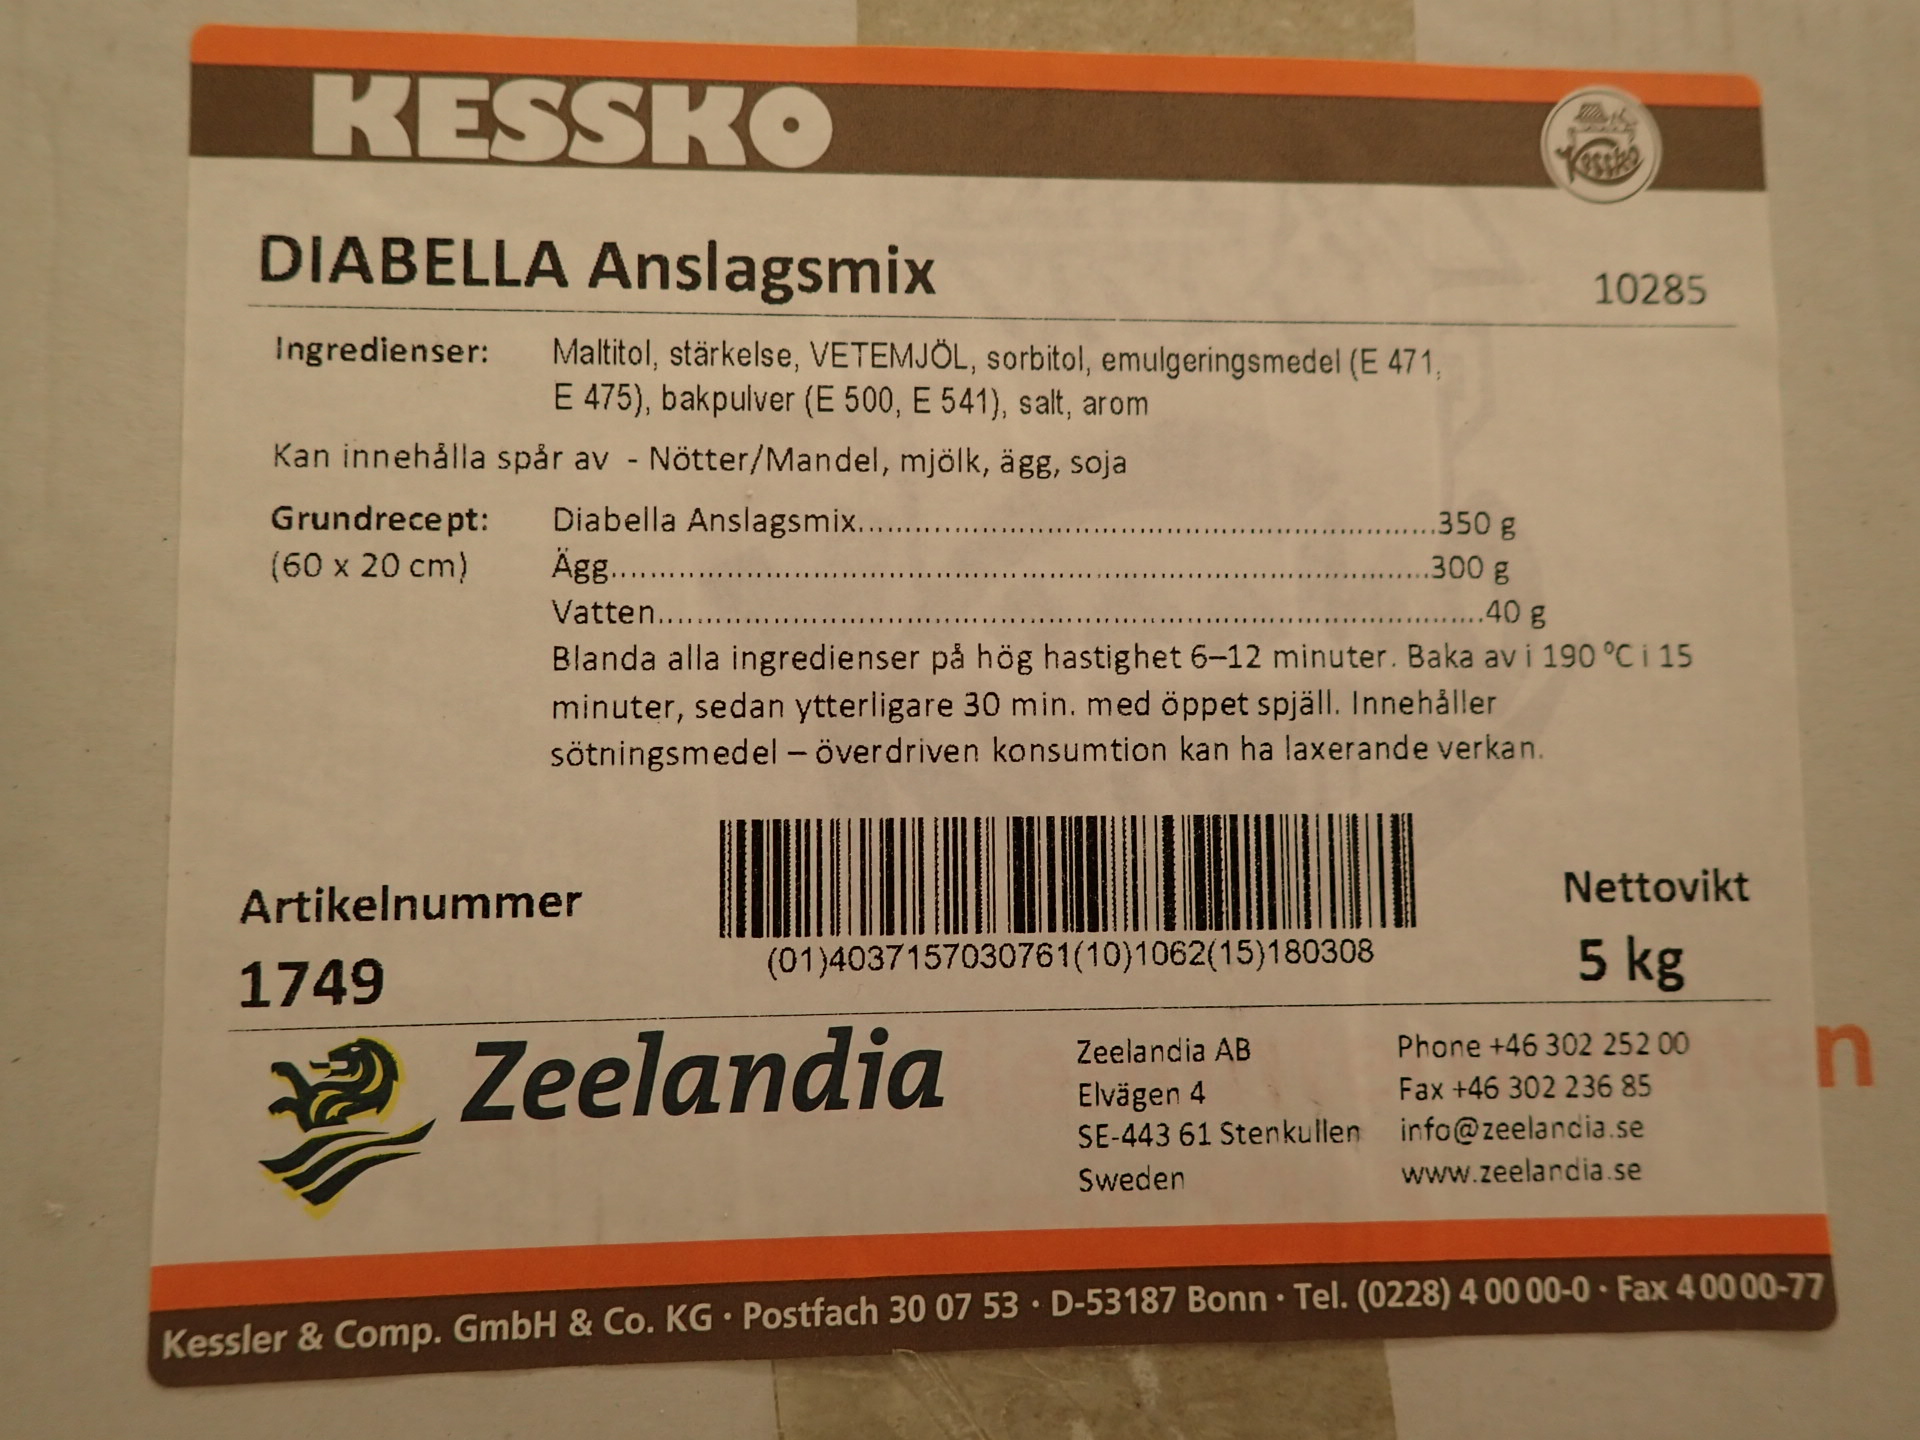 KESSKO
Kessko
DIABELLA Anslagsmix
10285
Ingredienser: Maltitol, stärkelse, VETEMJÖL, sorbitol, emulgeringsmedel (E 471,
E 475), bakpulver (E 500, E 541), salt, arom
Kan innehålla spår av - Nötter/Mandel, mjölk, ägg, soja
Grundrecept: Diabella Anslagsmix.....................................................................350 g
(60 x 20 cm) Ägg.....................................................................300 g
Vatten.....................................................................40 g
Blanda alla ingredienser på hög hastighet 6–12 minuter. Baka av i 190 °C i 15
minuter, sedan ytterligare 30 min. med öppet spjäll. Innehåller
sötningsmedel – överdriven konsumtion kan ha laxerande verkan.
Artikelnummer
1749
(01)4037157030761(10)1062(15)180308
Nettovikt
5 kg
Zeelandia
Zeelandia AB
Elvägen 4
SE-443 61 Stenkullen
Sweden
Phone +46 302 252 00
Fax +46 302 236 85
info@zeelandia.se
www.zeelandia.se
n
Kessler & Comp. GmbH & Co. KG · Postfach 30 07 53 · D-53187 Bonn · Tel. (0228) 4 00 00-0 · Fax 4 00 00-77